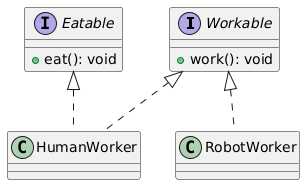 I Eatable
eat(): void
I Workable
work(): void
C HumanWorker
C RobotWorker